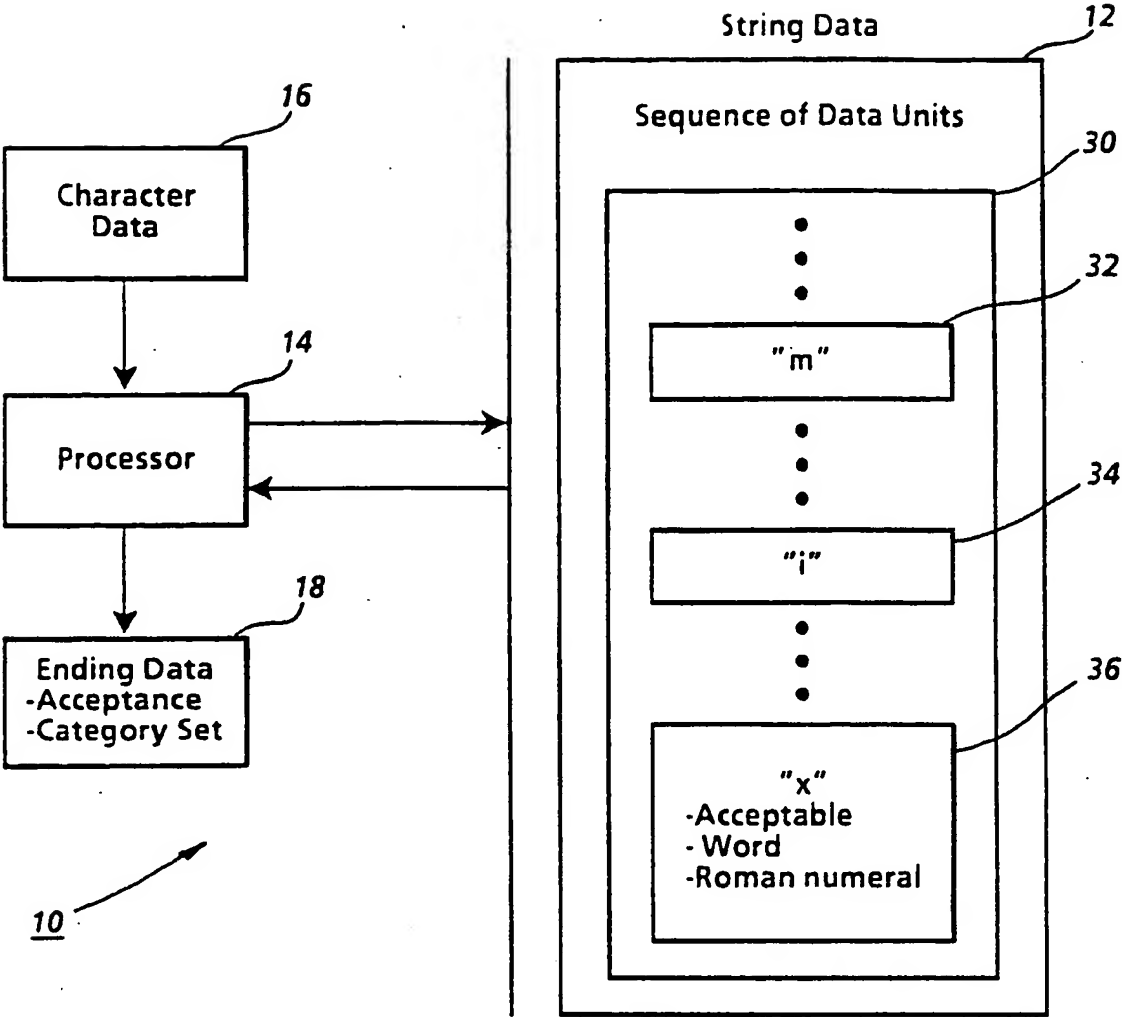 String Data
12
Sequence of Data Units
30
16
Character
Data
32
"m"
14
Processor
34
"i"
18
Ending Data
-Acceptance
-Category Set
36
"x"
-Acceptable
- Word
-Roman numeral
10